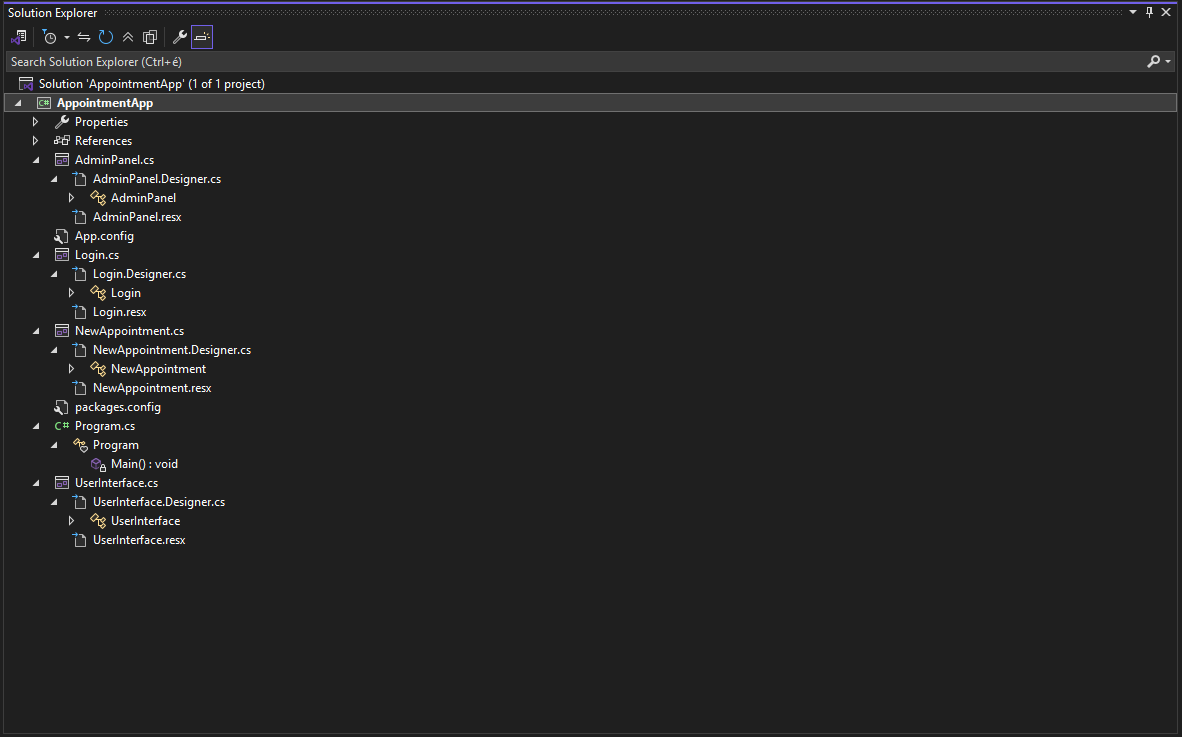 Solution Explorer
Search Solution Explorer (Ctrl+é)
Solution 'AppointmentApp' (1 of 1 project)
C# AppointmentApp
Properties
References
AdminPanel.cs
AdminPanel.Designer.cs
AdminPanel
AdminPanel.resx
App.config
Login.cs
Login.Designer.cs
Login
Login.resx
NewAppointment.cs
NewAppointment.Designer.cs
NewAppointment
NewAppointment.resx
packages.config
C# Program.cs
Program
Main() : void
UserInterface.cs
UserInterface.Designer.cs
UserInterface
UserInterface.resx